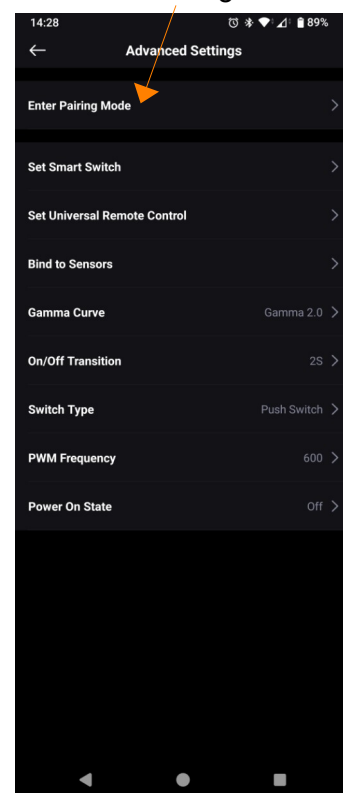 14:28 89%
Advanced Settings
Enter Pairing Mode
Set Smart Switch
Set Universal Remote Control
Bind to Sensors
Gamma Curve Gamma 2.0
On/Off Transition 2S
Switch Type Push Switch
PWM Frequency 600
Power On State Off